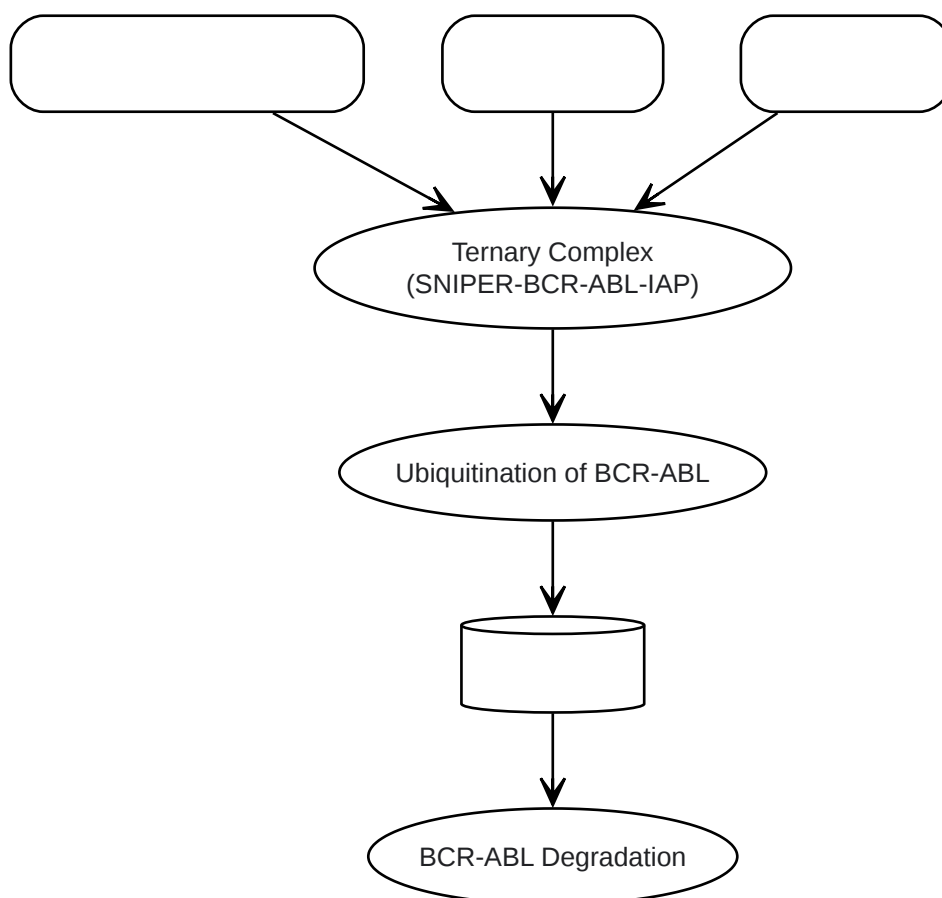 Ternary Complex
(SNIPER-BCR-ABL-IAP)
Ubiquitination of BCR-ABL
BCR-ABL Degradation